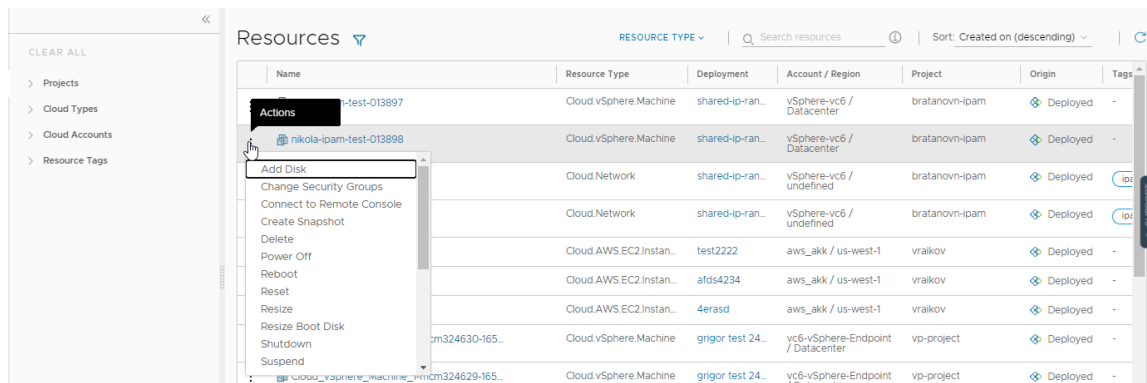 «
CLEAR ALL
> Projects
> Cloud Types
> Cloud Accounts
> Resource Tags
Resources
RESOURCE TYPE
Search resources
Sort: Created on (descending)
Name Resource Type Deployment Account / Region Project Origin Tags
m-test-013897 Cloud.vSphere.Machine shared-ip-ran... vSphere-vc6 / Datacenter bratanovn-ipam Deployed -
Actions
nikola-ipam-test-013898 Cloud.vSphere.Machine shared-ip-ran... vSphere-vc6 / Datacenter bratanovn-ipam Deployed -
Cloud.Network shared-ip-ran... vSphere-vc6 / undefined bratanovn-ipam Deployed ipa
Cloud.Network shared-ip-ran... vSphere-vc6 / undefined bratanovn-ipam Deployed ipa
Cloud.AWS.EC2.Instan... test2222 aws_akk / us-west-1 vraikov Deployed -
Cloud.AWS.EC2.Instan... afds4234 aws_akk / us-west-1 vraikov Deployed -
Cloud.AWS.EC2.Instan... 4erasd aws_akk / us-west-1 vraikov Deployed -
cm324630-165... Cloud.vSphere.Machine grigor test 24... vc6-vSphere-Endpoint / Datacenter vp-project Deployed -
Cloud_vSphere_Machine_1-mcm324629-165... Cloud.vSphere.Machine grigor test 24... vc6-vSphere-Endpoint vp-project Deployed -
Add Disk
Change Security Groups
Connect to Remote Console
Create Snapshot
Delete
Power Off
Reboot
Reset
Resize
Resize Boot Disk
Shutdown
Suspend